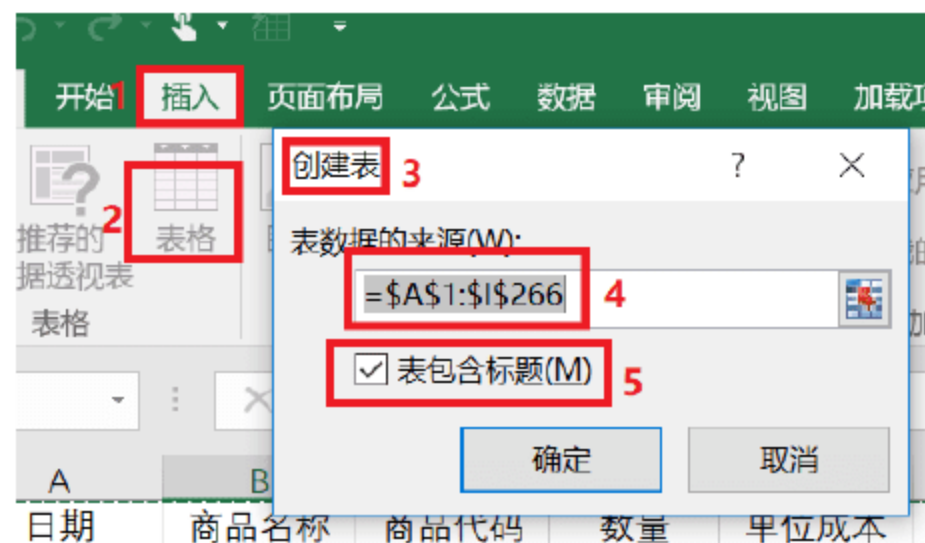 开始 1 插入 页面布局 公式 数据 审阅 视图 加载项
创建表 3 ?
推荐的 2 表格
据透视表
表数据的来源(W):
=$A$1:$I$266 4
表格
表包含标题(M) 5
确定 取消
A B
日期 商品名称 商品代码 数量 单位成本